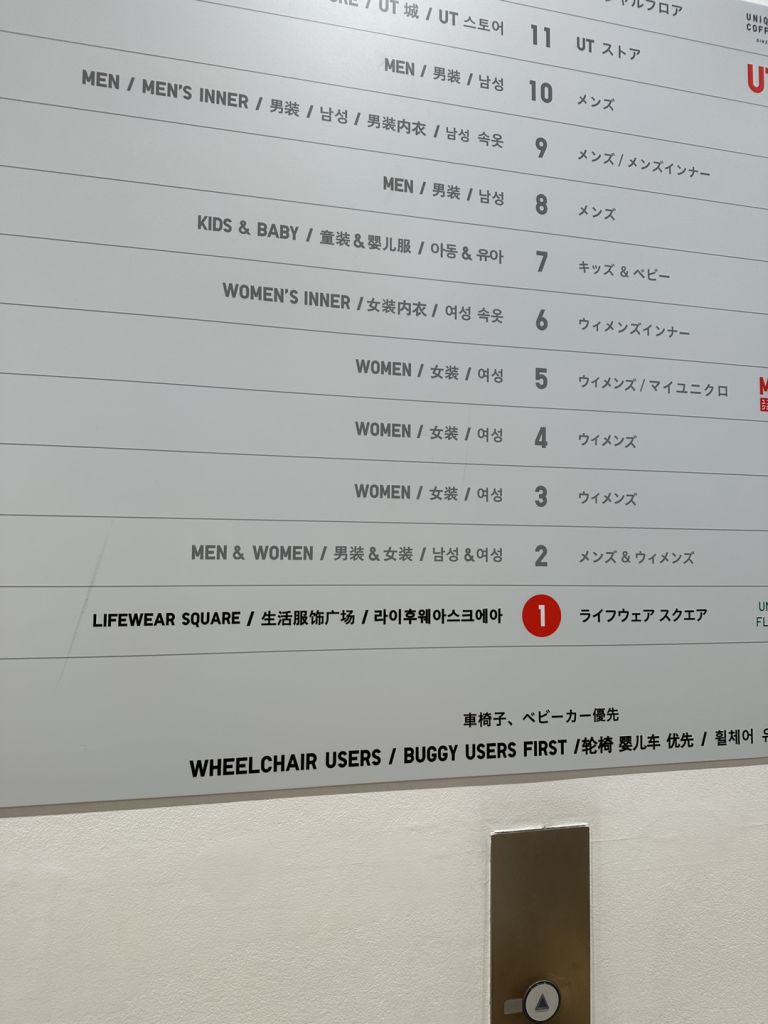 UT 城 / UT 스토어 11 UT ストア
MEN / 男装 / 남성 10 メンズ
MEN / MEN'S INNER / 男装 / 남성 / 男装内衣 / 남성 속옷 9 メンズ / メンズインナー
MEN / 男装 / 남성 8 メンズ
KIDS & BABY / 童装&婴儿服 / 아동 & 유아 7 キッズ & ベビー
WOMEN'S INNER / 女装内衣 / 여성 속옷 6 ウィメンズインナー
WOMEN / 女装 / 여성 5 ウイメンズ / マイユニクロ
WOMEN / 女装 / 여성 4 ウイメンズ
WOMEN / 女装 / 여성 3 ウィメンズ
MEN & WOMEN / 男装&女装 / 남성 &여성 2 メンズ & ウィメンズ
LIFEWEAR SQUARE / 生活服饰广场 / 라이후웨아스크에아 1 ライフウェア スクエア
車椅子、ベビーカー優先
WHEELCHAIR USERS / BUGGY USERS FIRST /轮椅 婴儿车 优先 / 휠체어